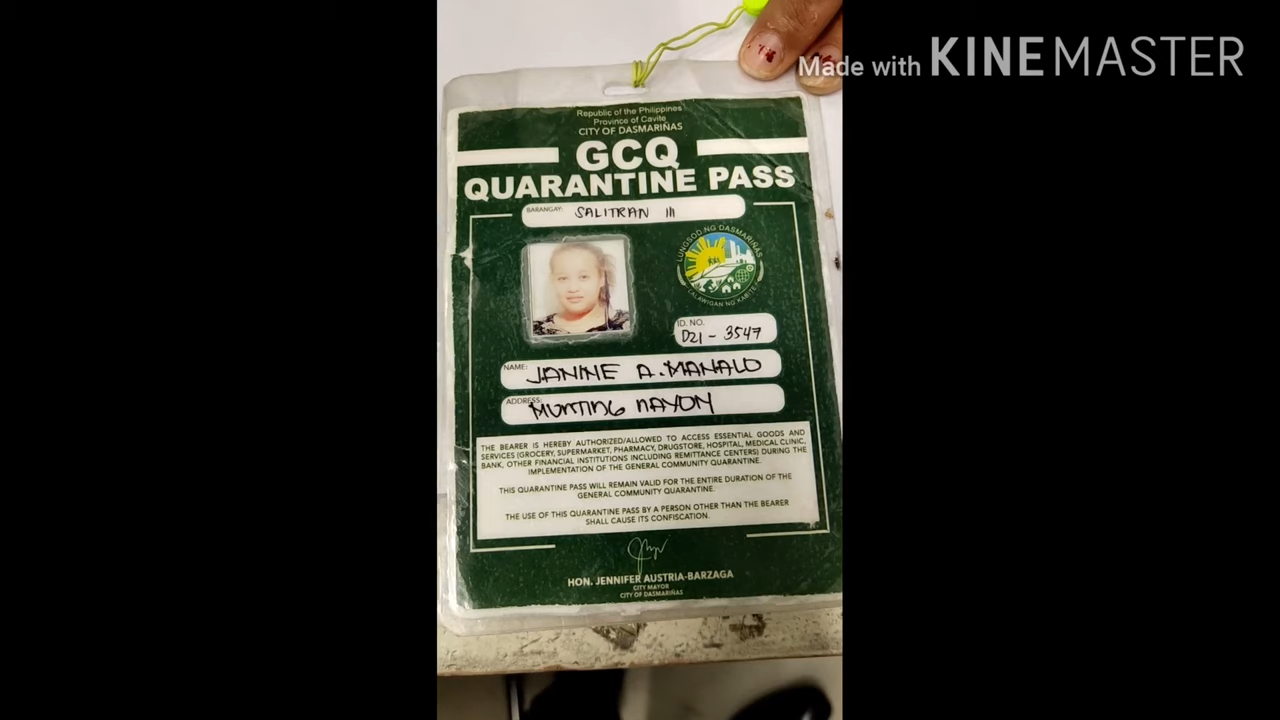 Made with KINEMASTER
Republic of the Philippines
Province of Cavite
CITY OF DASMARIÑAS
GCQ
QUARANTINE PASS
BARANGAY: SALITRAN III
LUNGSOD NG DASMARIÑAS
LALAWIGAN NG KABITE
ID. NO.
D21 - 3547
NAME: JANINE A. MANALO
ADDRESS: MUNTING NAYON
THE BEARER IS HEREBY AUTHORIZED/ALLOWED TO ACCESS ESSENTIAL GOODS AND
SERVICES (GROCERY, SUPERMARKET, PHARMACY, DRUGSTORE, HOSPITAL, MEDICAL CLINIC,
BANK, OTHER FINANCIAL INSTITUTIONS INCLUDING REMITTANCE CENTERS) DURING THE
IMPLEMENTATION OF THE GENERAL COMMUNITY QUARANTINE.
THIS QUARANTINE PASS WILL REMAIN VALID FOR THE ENTIRE DURATION OF THE
GENERAL COMMUNITY QUARANTINE.
THE USE OF THIS QUARANTINE PASS BY A PERSON OTHER THAN THE BEARER
SHALL CAUSE ITS CONFISCATION.
HON. JENNIFER AUSTRIA-BARZAGA
CITY MAYOR
CITY OF DASMARIÑAS